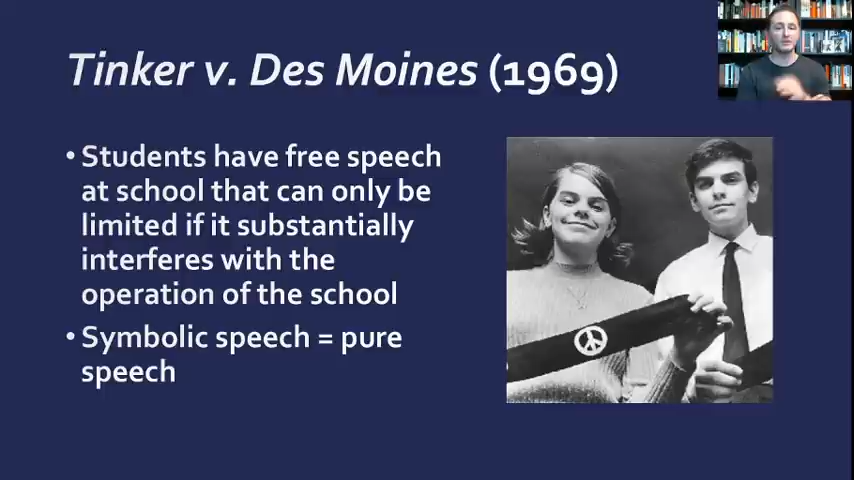 Tinker v. Des Moines (1969)
• Students have free speech
at school that can only be
limited if it substantially
interferes with the
operation of the school
• Symbolic speech = pure
speech